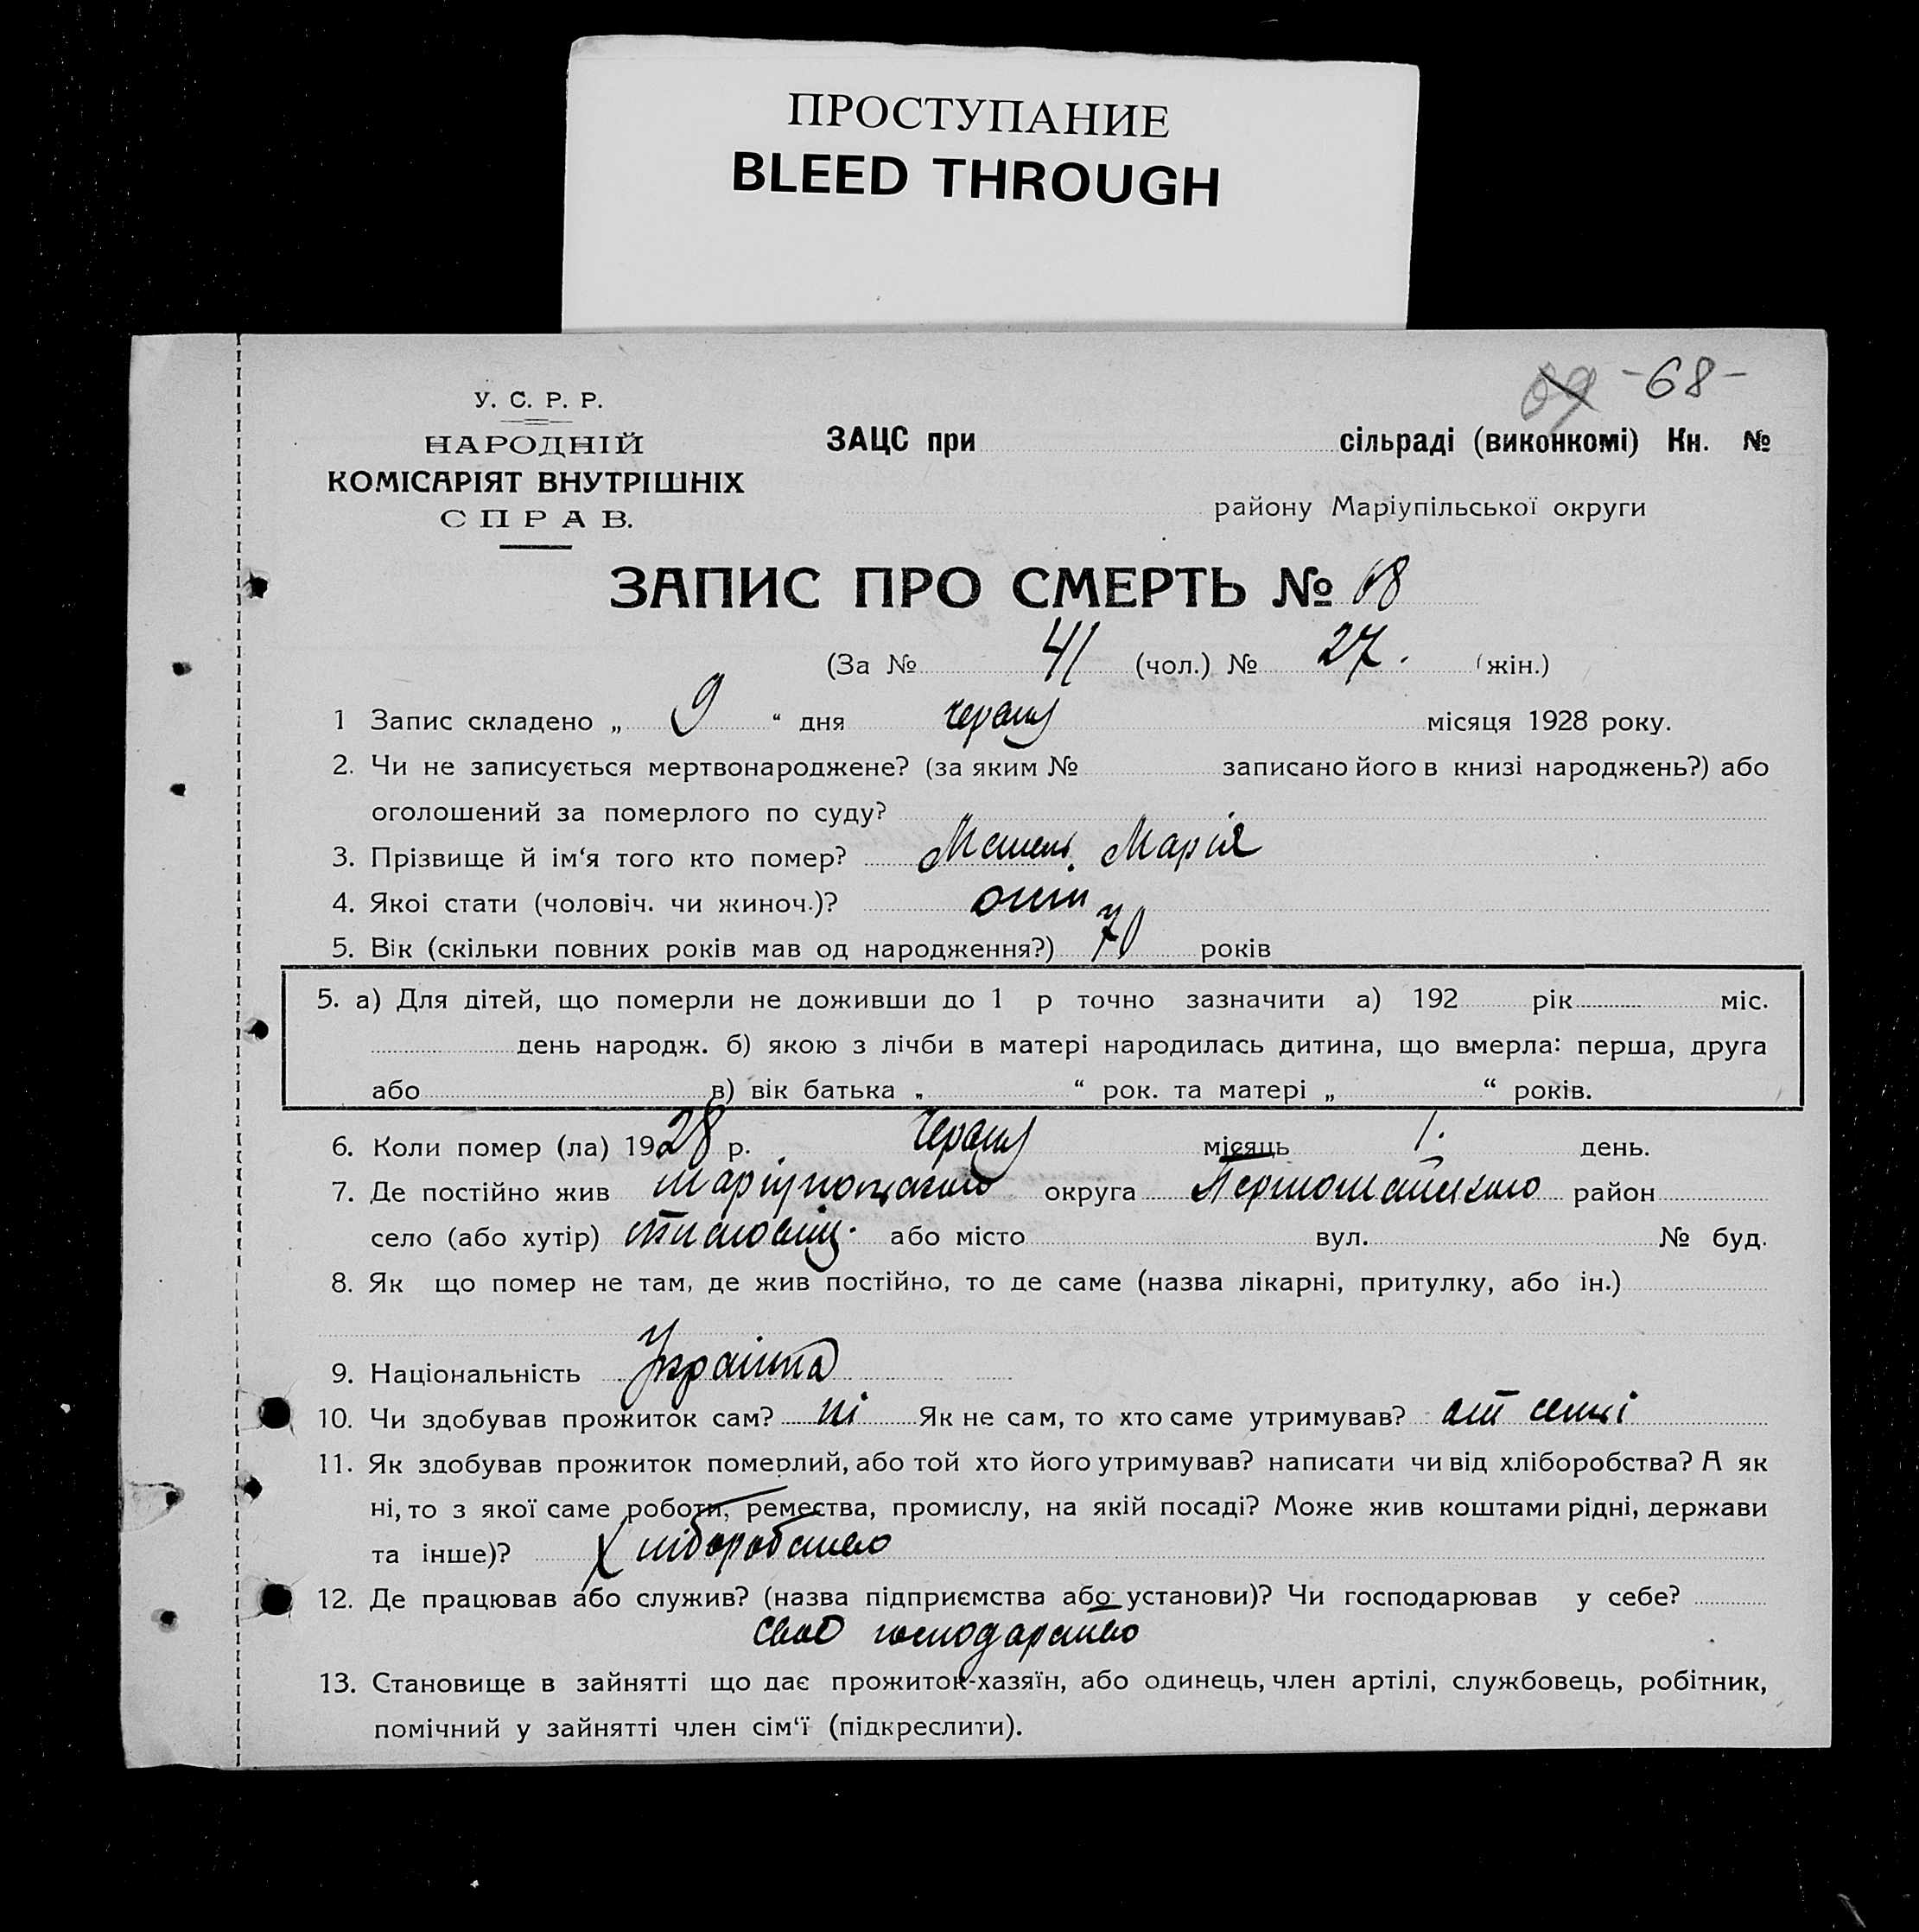 ПРОСТУПАНИЕ
BLEED THROUGH
69 -68-
У. С. Р. Р.
НАРОДНІЙ
КОМІСАРІЯТ ВНУТРІШНІХ
СПРАВ.
ЗАЦС при сільраді (виконкомі) Кн. №
району Маріупільської округи
ЗАПИС ПРО СМЕРТЬ № 68
(За № 41 (чол.) № 27. (жін.)
1 Запис складено „ 9 “ дня червня місяця 1928 року.
2. Чи не записується мертвонароджене? (за яким № записано його в книзі народжень?) або
оголошений за померлого по суду?
3. Прізвище й ім‘я того кто помер? Марія
4. Якоі стати (чоловіч. чи жиноч.)?
5. Вік (скільки повних років мав од народження?) 70 років
5. а) Для дітей, що померли не доживши до 1 р точно зазначити а) 192 рік міс.
день народж. б) якою з лічби в матері народилась дитина, що вмерла: перша, друга
або в) вік батька „ “ рок. та матері „ “ років.
6. Коли помер (ла) 1928 р. червня місяць 1. день.
7. Де постійно жив округа район
село (або хутір) або місто вул. № буд.
8. Як що помер не там, де жив постійно, то де саме (назва лікарні, притулку, або ін.)
9. Національність
10. Чи здобував прожиток сам? ні Як не сам, то хто саме утримував?
11. Як здобував прожиток померлий, або той хто його утримував? написати чи від хліборобства? А як
ні, то з якої саме роботи, ремества, промислу, на якій посаді? Може жив коштами рідні, держави
та інше)? Хліборобство
12. Де працював або служив? (назва підприємства або установи)? Чи господарював у себе?
своє господарство
13. Становище в зайнятті що дає прожиток-хазяїн, або одинець, член артілі, службовець, робітник,
помічний у зайнятті член сім‘ї (підкреслити).